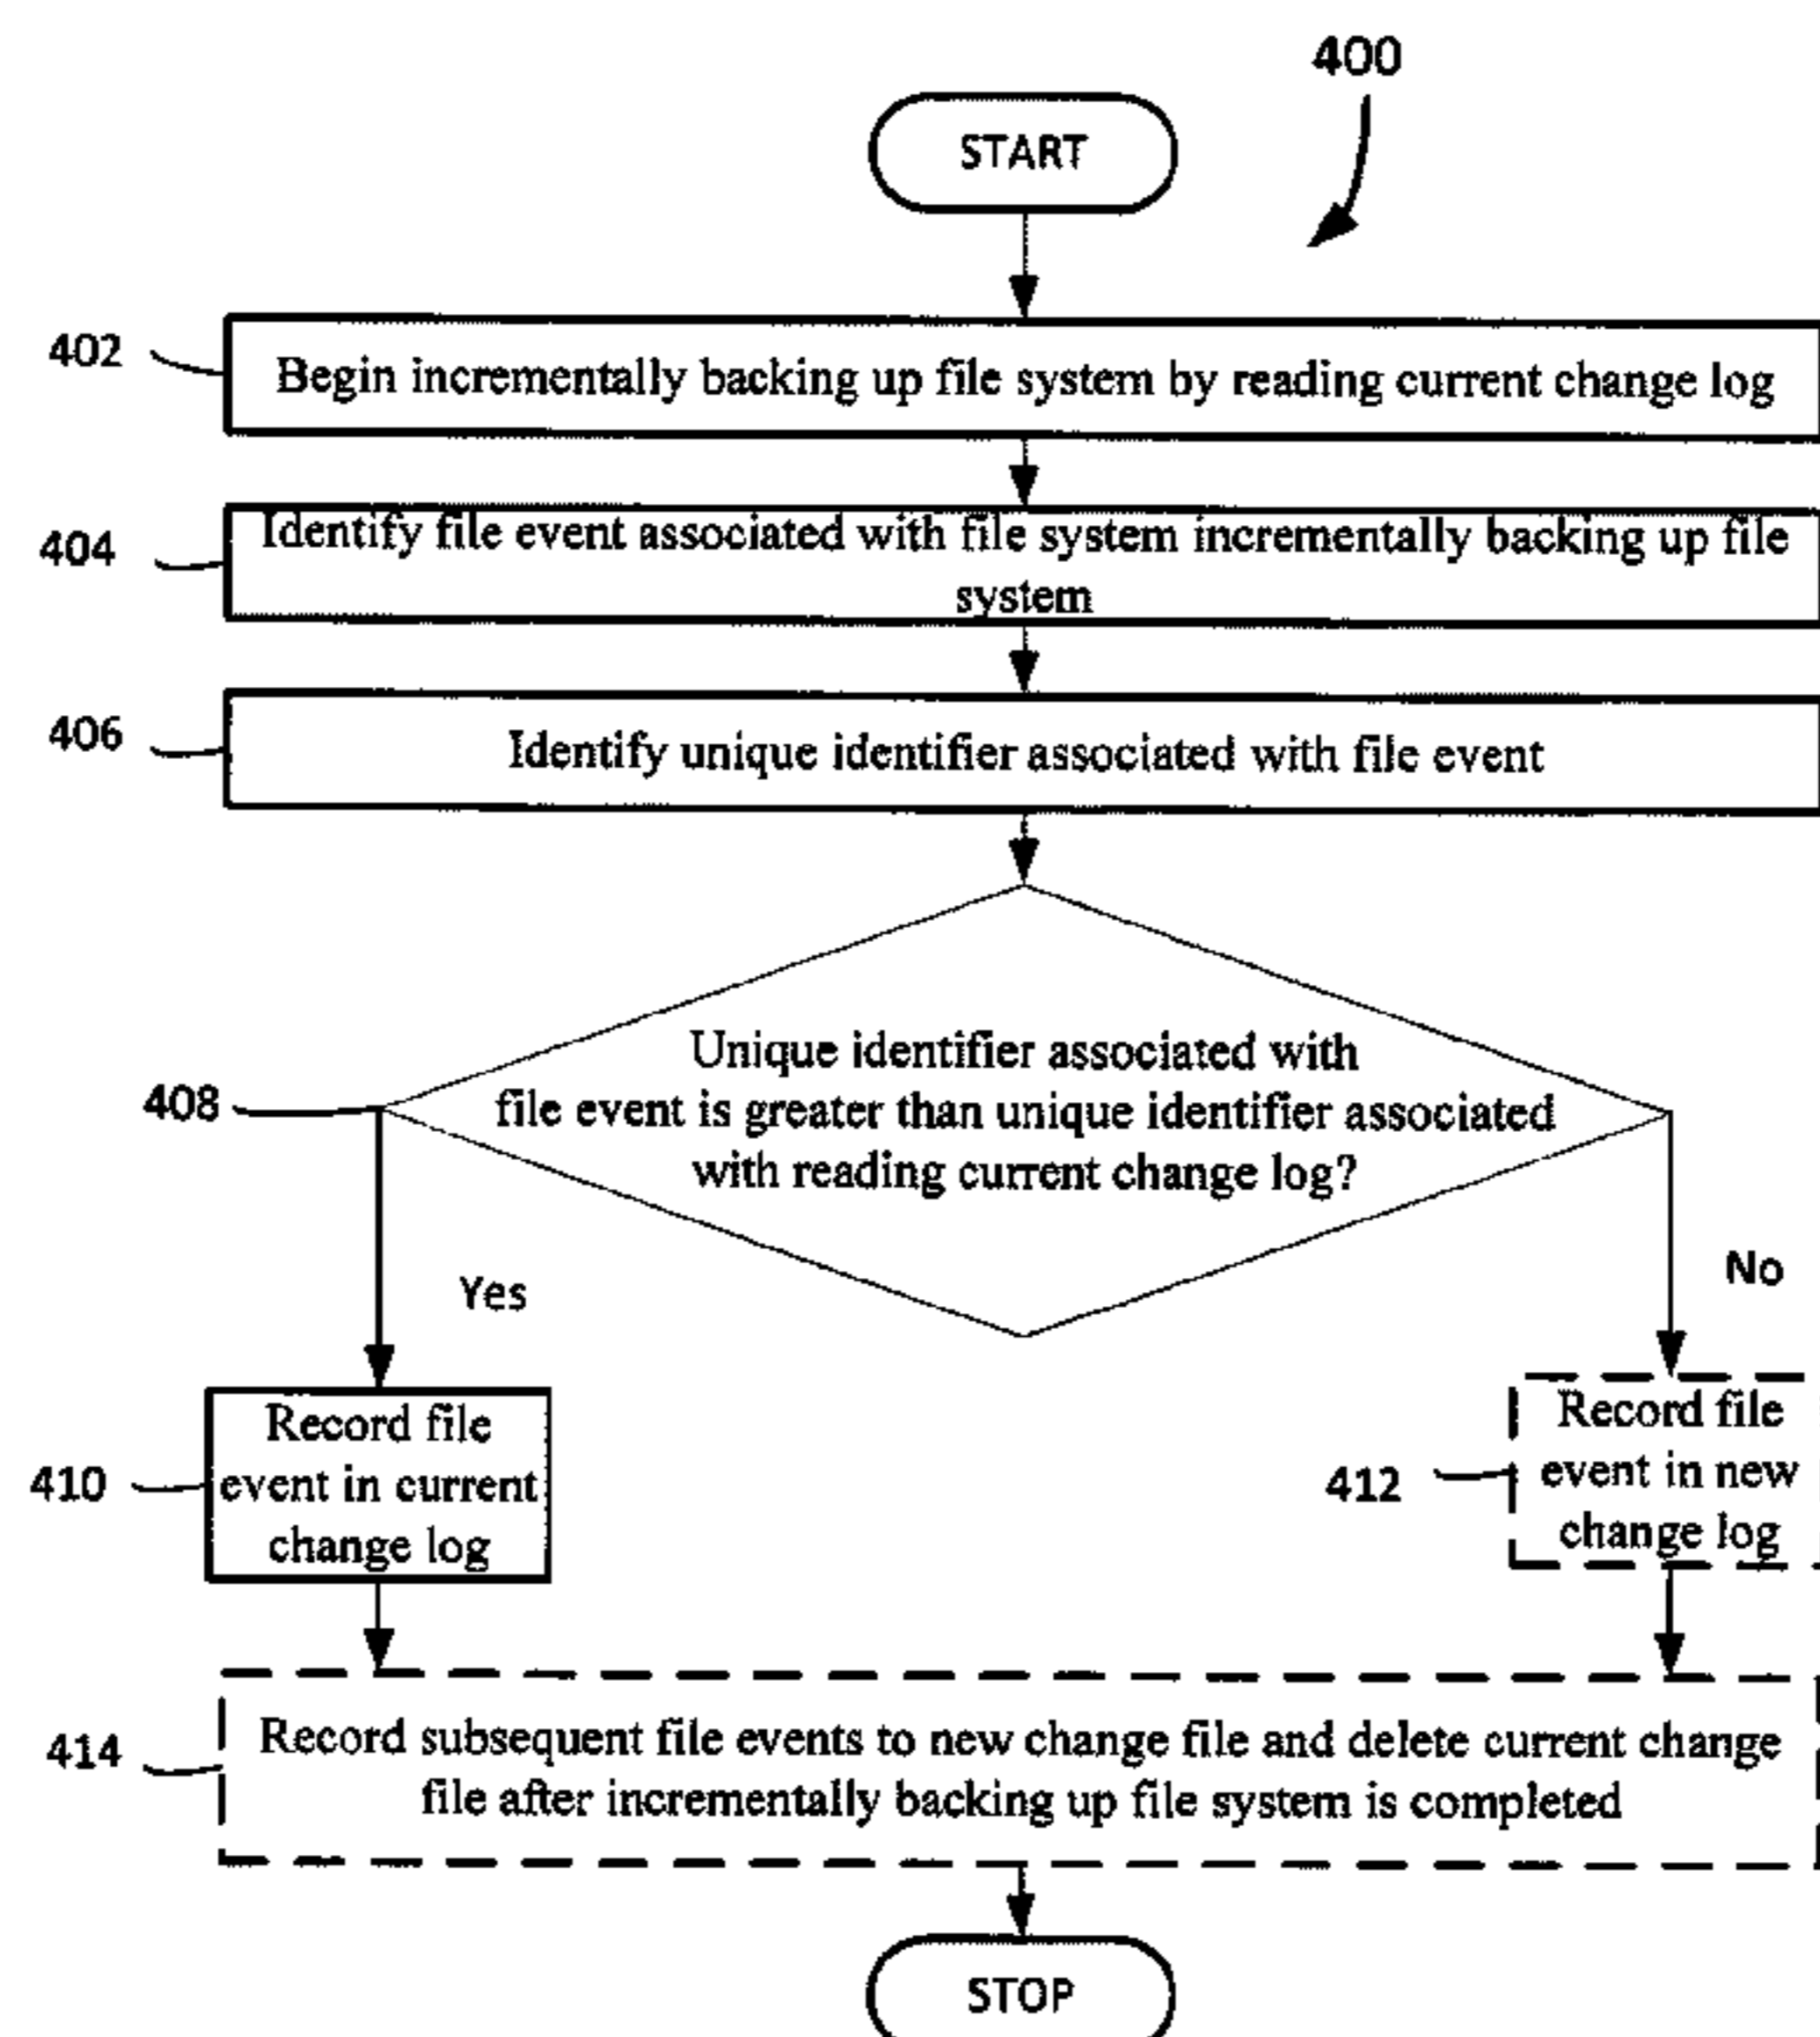 400
START
402
Begin incrementally backing up file system by reading current change log
404
Identify file event associated with file system incrementally backing up file
system
406
Identify unique identifier associated with file event
408
Unique identifier associated with
file event is greater than unique identifier associated
with reading current change log?
Yes
No
410
Record file
event in current
change log
412
Record file
event in new
change log
414
Record subsequent file events to new change file and delete current change
file after incrementally backing up file system is completed
STOP